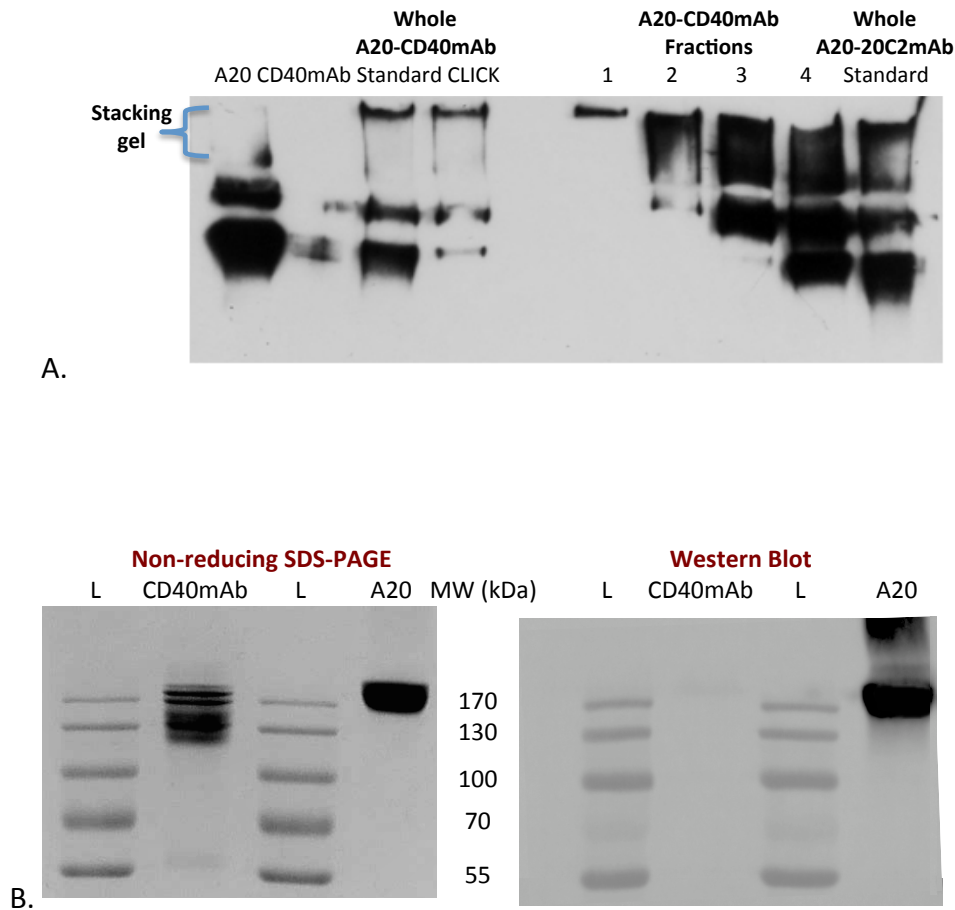 Whole
A20-CD40mAb
A20-CD40mAb
Fractions
Whole
A20-20C2mAb
A20 CD40mAb Standard CLICK 1 2 3 4 Standard
Stacking
gel
A.
Non-reducing SDS-PAGE
Western Blot
L CD40mAb L A20 MW (kDa) L CD40mAb L A20
170
130
100
70
55
B.